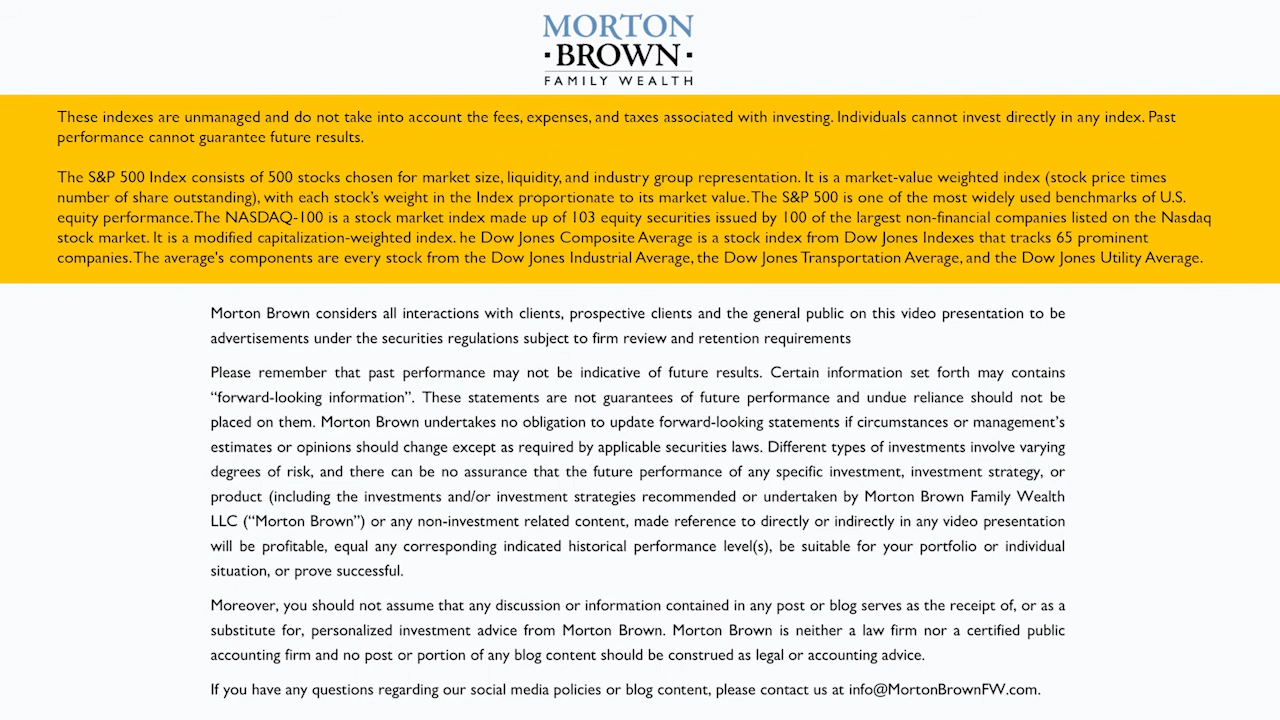 MORTON
·BROWN·
FAMILY WEALTH
These indexes are unmanaged and do not take into account the fees, expenses, and taxes associated with investing. Individuals cannot invest directly in any index. Past
performance cannot guarantee future results.
The S&P 500 Index consists of 500 stocks chosen for market size, liquidity, and industry group representation. It is a market-value weighted index (stock price times
number of share outstanding), with each stock's weight in the Index proportionate to its market value. The S&P 500 is one of the most widely used benchmarks of U.S.
equity performance. The NASDAQ-100 is a stock market index made up of 103 equity securities issued by 100 of the largest non-financial companies listed on the Nasdaq
stock market. It is a modified capitalization-weighted index. he Dow Jones Composite Average is a stock index from Dow Jones Indexes that tracks 65 prominent
companies. The average's components are every stock from the Dow Jones Industrial Average, the Dow Jones Transportation Average, and the Dow Jones Utility Average.
Morton Brown considers all interactions with clients, prospective clients and the general public on this video presentation to be
advertisements under the securities regulations subject to firm review and retention requirements
Please remember that past performance may not be indicative of future results. Certain information set forth may contains
“forward-looking information”. These statements are not guarantees of future performance and undue reliance should not be
placed on them. Morton Brown undertakes no obligation to update forward-looking statements if circumstances or management's
estimates or opinions should change except as required by applicable securities laws. Different types of investments involve varying
degrees of risk, and there can be no assurance that the future performance of any specific investment, investment strategy, or
product (including the investments and/or investment strategies recommended or undertaken by Morton Brown Family Wealth
LLC (“Morton Brown”) or any non-investment related content, made reference to directly or indirectly in any video presentation
will be profitable, equal any corresponding indicated historical performance level(s), be suitable for your portfolio or individual
situation, or prove successful.
Moreover, you should not assume that any discussion or information contained in any post or blog serves as the receipt of, or as a
substitute for, personalized investment advice from Morton Brown. Morton Brown is neither a law firm nor a certified public
accounting firm and no post or portion of any blog content should be construed as legal or accounting advice.
If you have any questions regarding our social media policies or blog content, please contact us at info@MortonBrownFW.com.